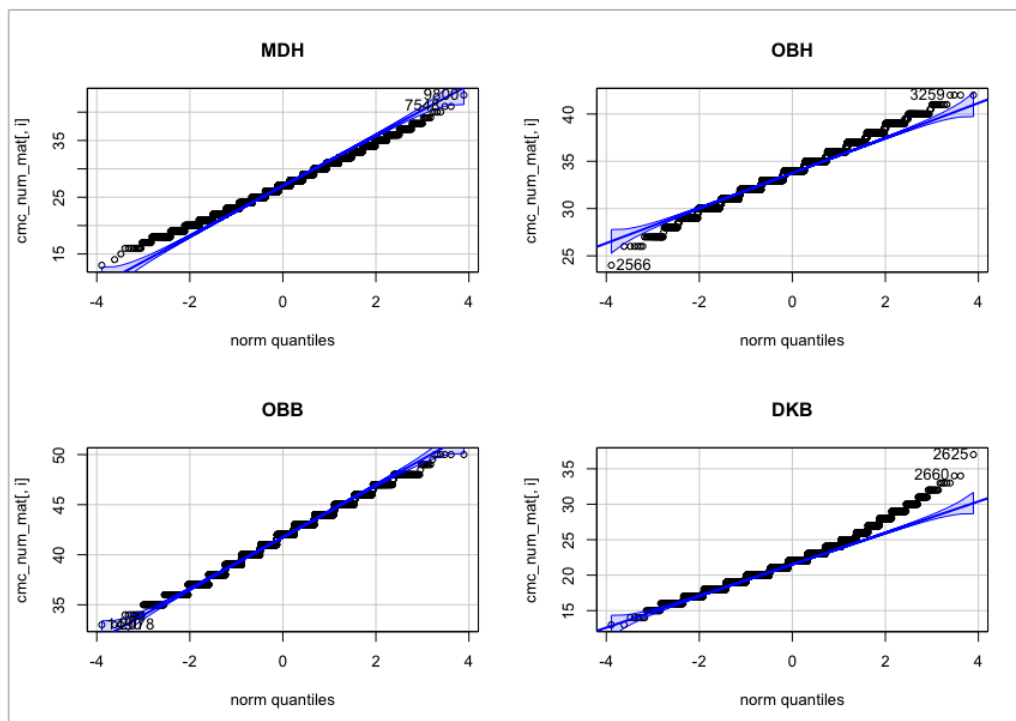 MDH
cmc_num_mat[, i]
35
25
15
9800
7548
-4 -2 0 2 4
norm quantiles
OBH
cmc_num_mat[, i]
40
35
30
25
3259
2566
-4 -2 0 2 4
norm quantiles
OBB
cmc_num_mat[, i]
50
45
40
35
-4 -2 0 2 4
norm quantiles
DKB
cmc_num_mat[, i]
35
30
25
20
15
2625
2660
-4 -2 0 2 4
norm quantiles